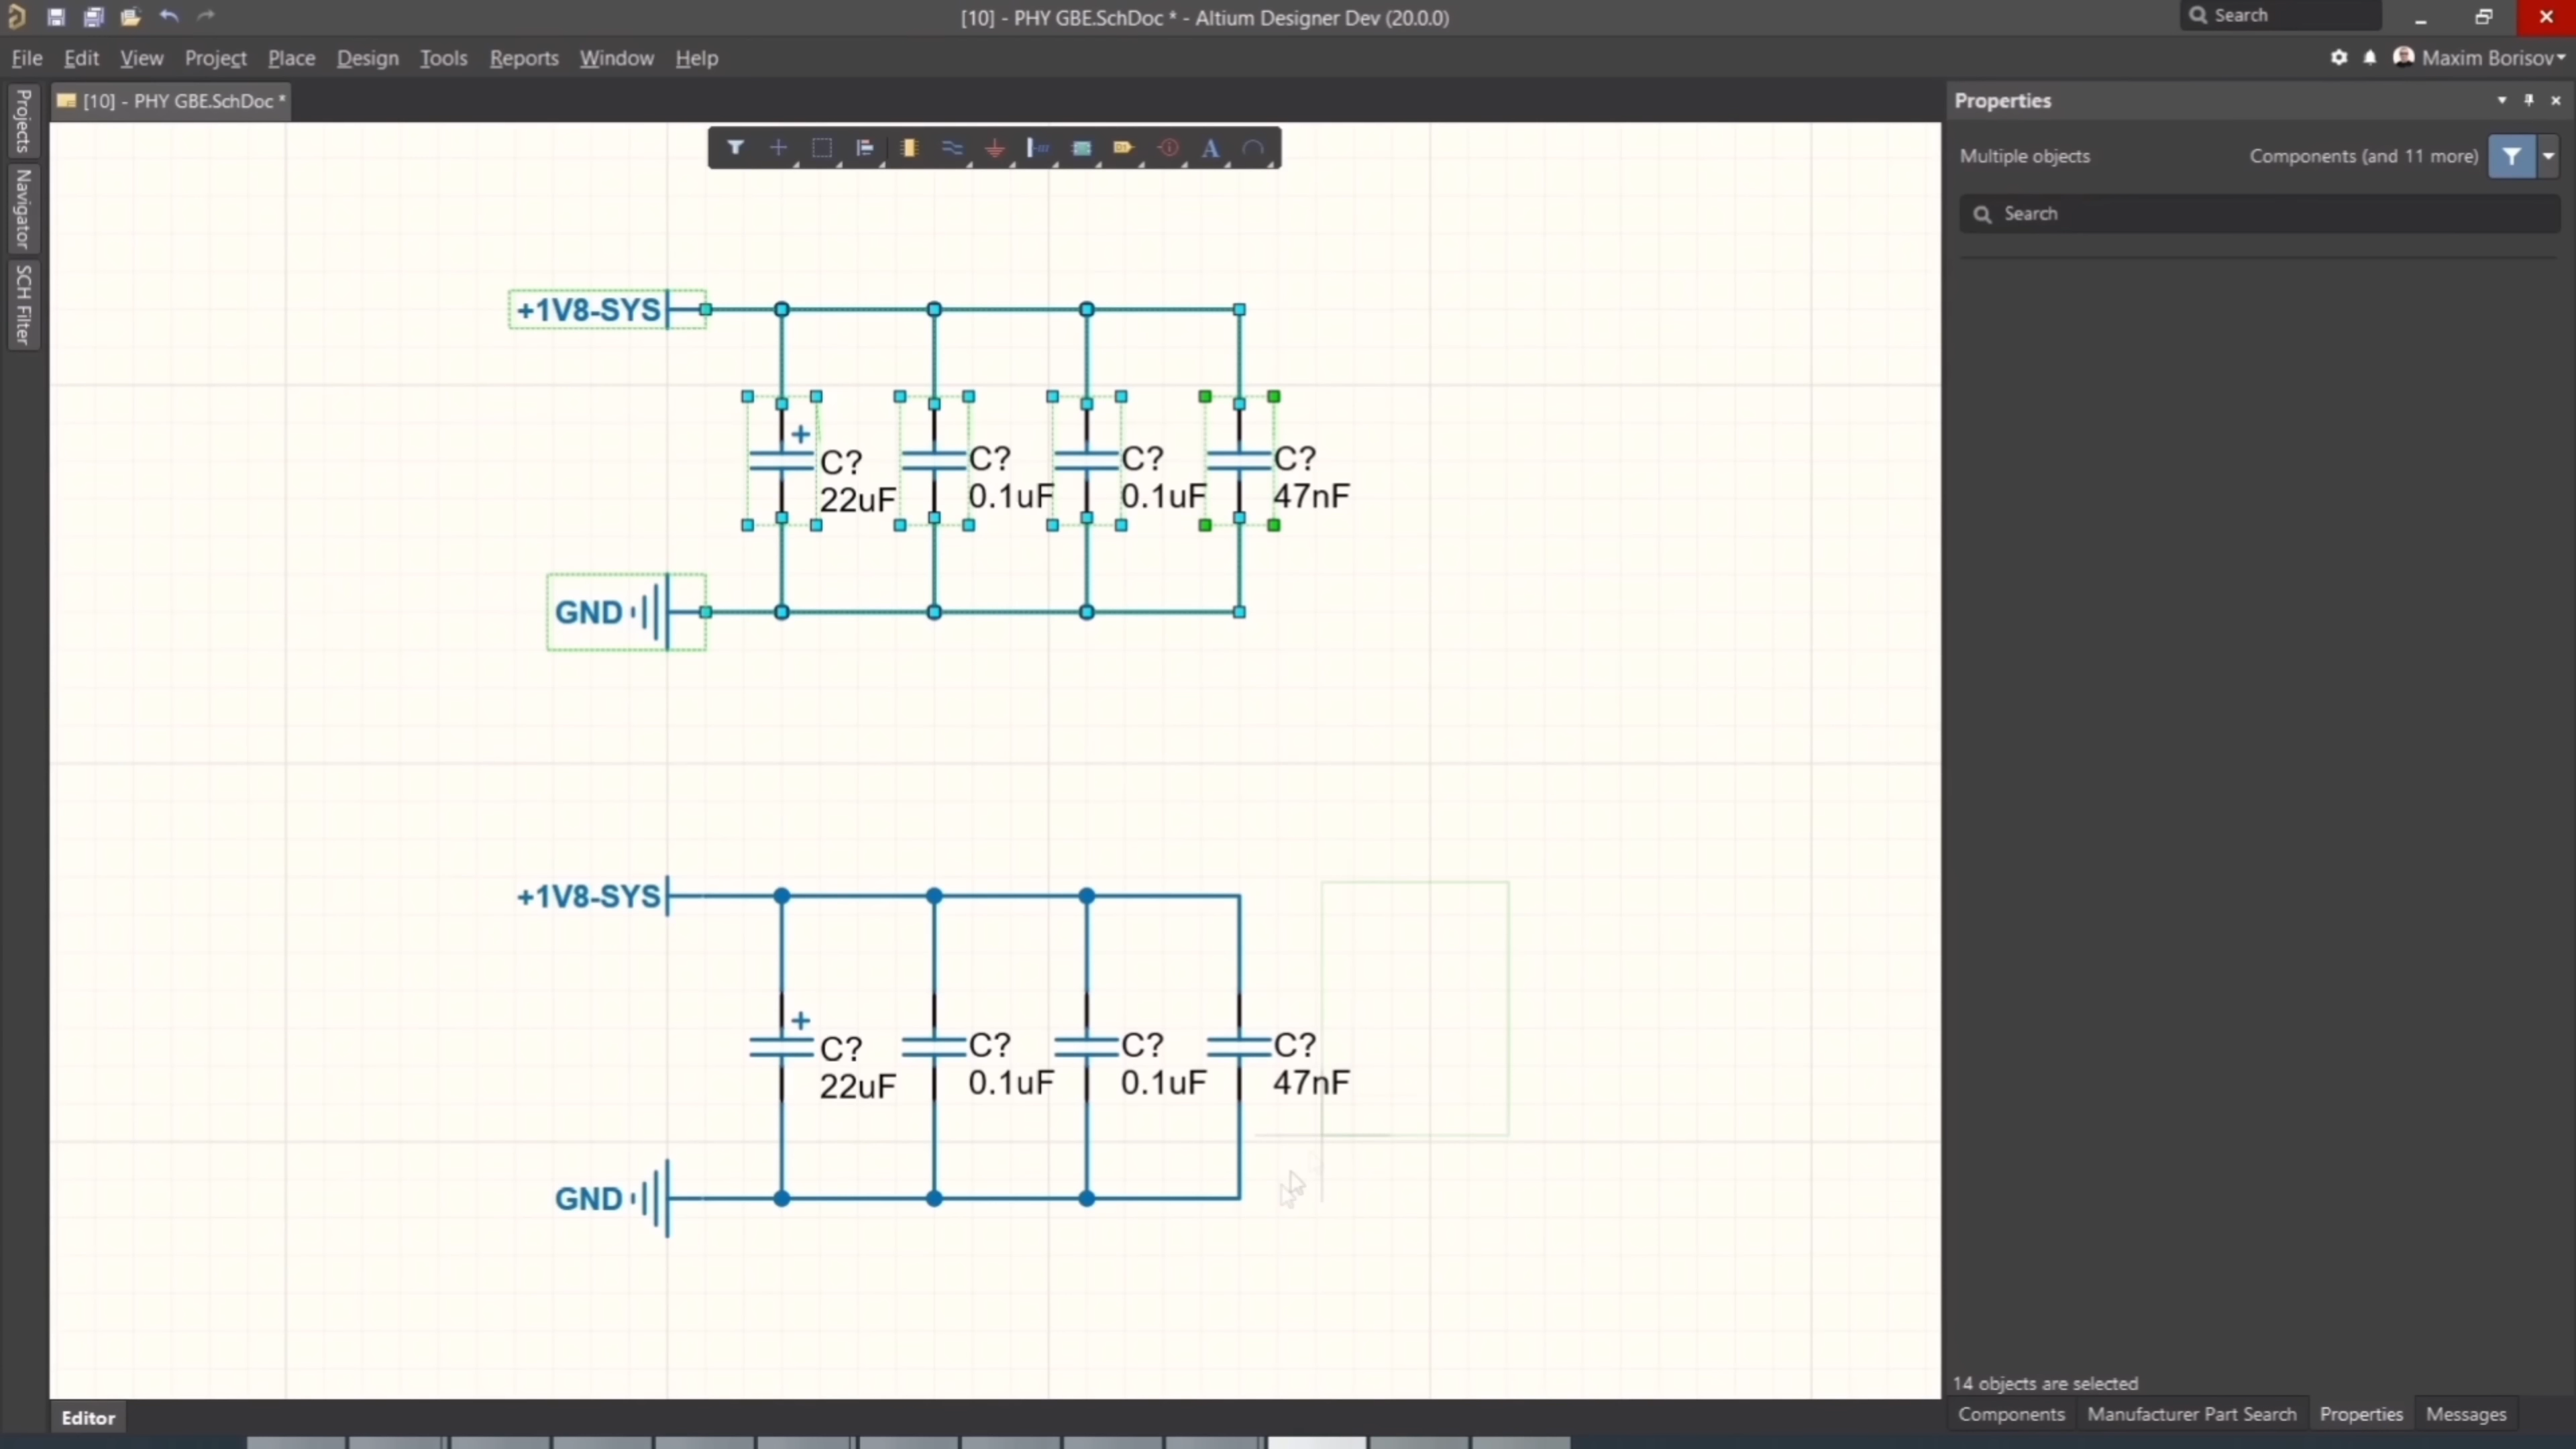 [10] - PHY GBE.SchDoc * - Altium Designer Dev (20.0.0)
Search
File Edit View Project Place Design Tools Reports Window Help
Maxim Borisov
Projects
Navigator
SCH Filter
[10] - PHY GBE.SchDoc *
A
Properties
Multiple objects
Components (and 11 more)
Search
+1V8-SYS
+
C? C? C? C?
22uF 0.1uF 0.1uF 47nF
GND
+1V8-SYS
+
C? C? C? C?
22uF 0.1uF 0.1uF 47nF
GND
14 objects are selected
Components Manufacturer Part Search Properties Messages
Editor